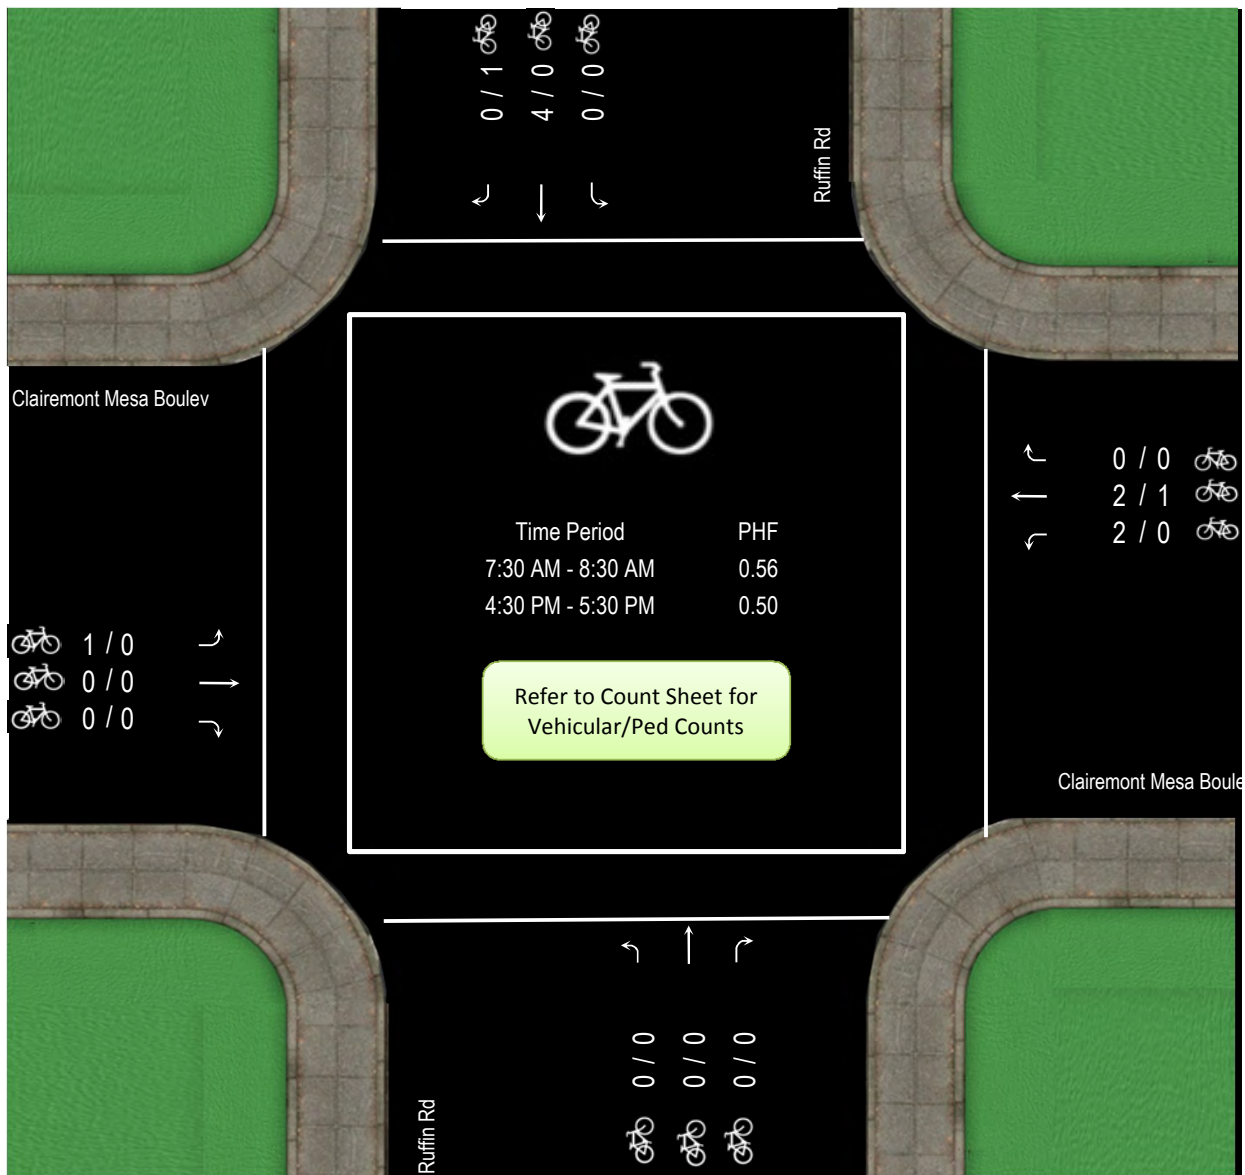 0 / 1
4 / 0
0 / 0
Ruffin Rd
Clairemont Mesa Boulev
0 / 0
2 / 1
2 / 0
Time Period PHF
7:30 AM - 8:30 AM 0.56
4:30 PM - 5:30 PM 0.50
1 / 0
0 / 0
0 / 0
Refer to Count Sheet for
Vehicular/Ped Counts
Clairemont Mesa Boule
0 / 0
0 / 0
0 / 0
Ruffin Rd